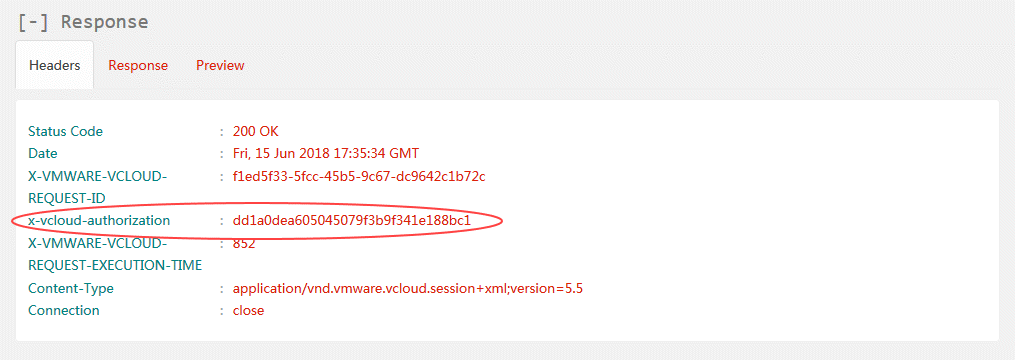 [-] Response
Headers Response Preview
Status Code : 200 OK
Date : Fri, 15 Jun 2018 17:35:34 GMT
X-VMWARE-VCLOUD- : f1ed5f33-5fcc-45b5-9c67-dc9642c1b72c
REQUEST-ID
x-vcloud-authorization : dd1a0dea605045079f3b9f341e188bc1
X-VMWARE-VCLOUD- : 852
REQUEST-EXECUTION-TIME
Content-Type : application/vnd.vmware.vcloud.session+xml;version=5.5
Connection : close